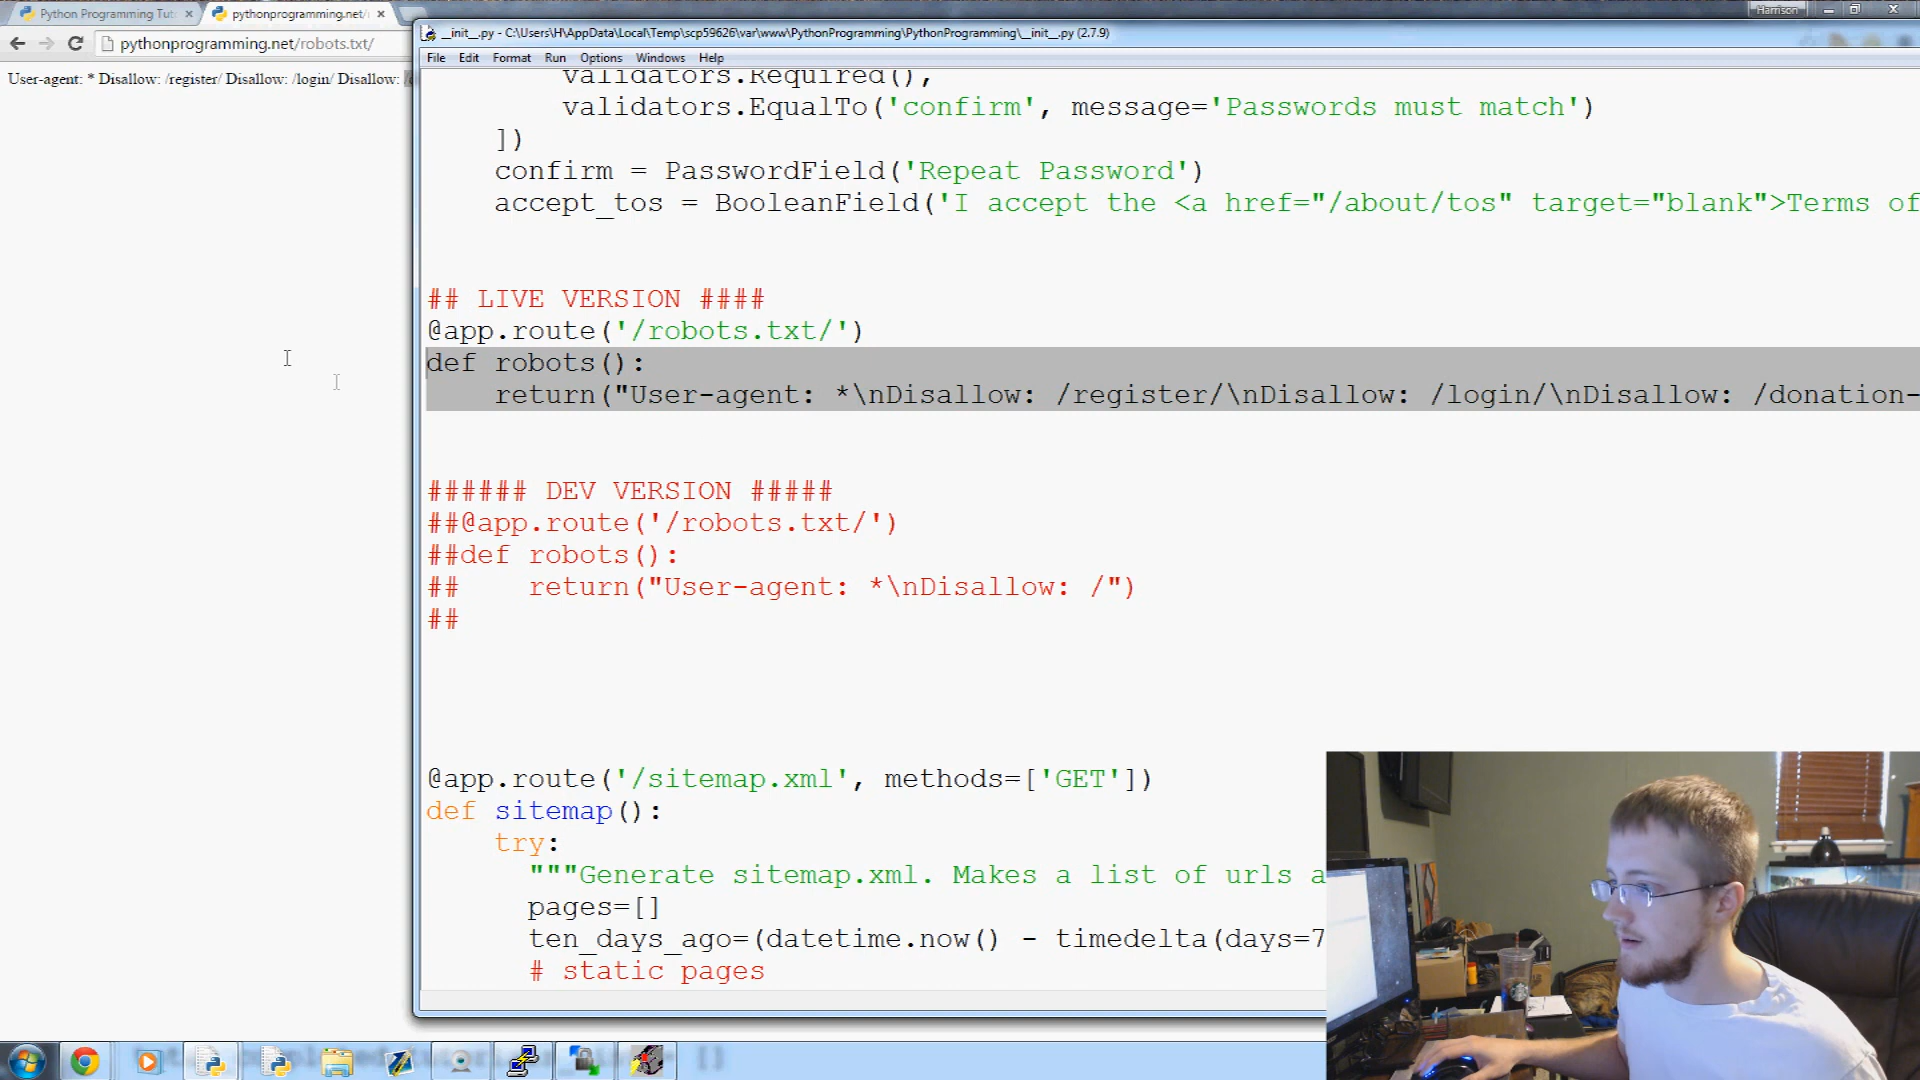 Python Programming Tut
pythonprogramming.net/
Harrison
pythonprogramming.net/robots.txt/
User-agent: * Disallow: /register/ Disallow: /login/ Disallow:
__init__.py - C:\Users\H\AppData\Local\Temp\scp59626\var\www\PythonProgramming\PythonProgramming\__init__.py (2.7.9)
File Edit Format Run Options Windows Help
validators.Required(),
validators.EqualTo('confirm', message='Passwords must match')
])
confirm = PasswordField('Repeat Password')
accept_tos = BooleanField('I accept the <a href="/about/tos" target="blank">Terms of
## LIVE VERSION ####
@app.route('/robots.txt/')
def robots():
return("User-agent: *\nDisallow: /register/\nDisallow: /login/\nDisallow: /donation-
###### DEV VERSION #####
##@app.route('/robots.txt/')
##def robots():
## return("User-agent: *\nDisallow: /")
##
@app.route('/sitemap.xml', methods=['GET'])
def sitemap():
try:
"""Generate sitemap.xml. Makes a list of urls a
pages=[]
ten_days_ago=(datetime.now() - timedelta(days=7
# static pages